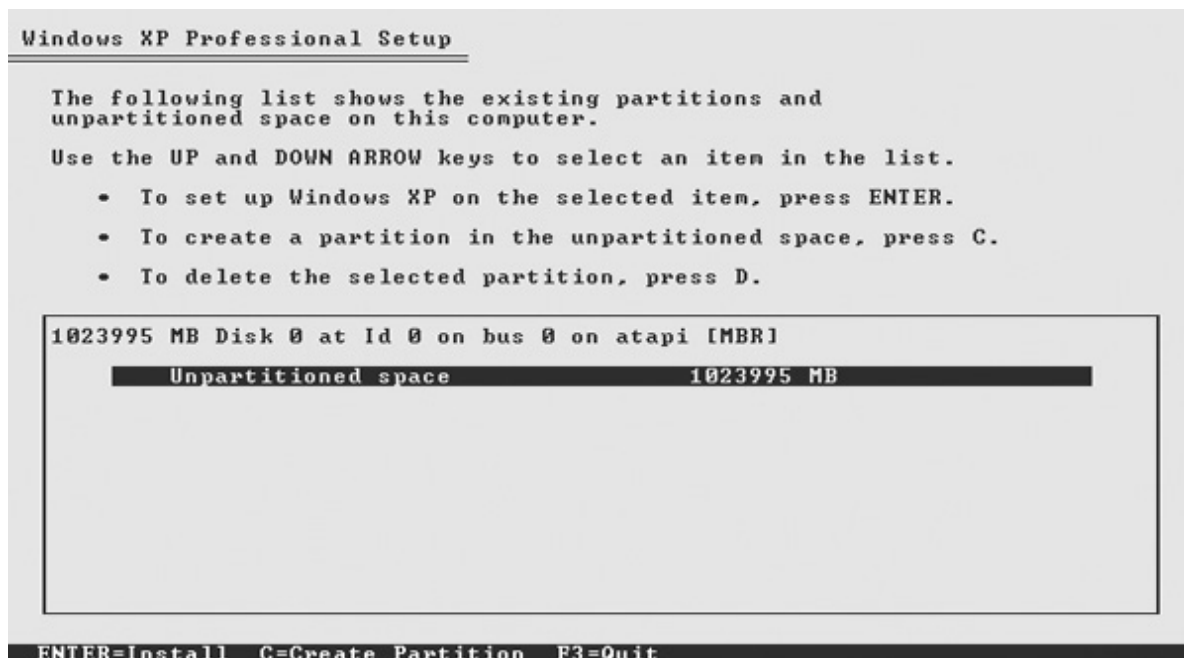 Windows XP Professional Setup
The following list shows the existing partitions and
unpartitioned space on this computer.
Use the UP and DOWN ARROW keys to select an item in the list.
• To set up Windows XP on the selected item, press ENTER.
• To create a partition in the unpartitioned space, press C.
• To delete the selected partition, press D.
1023995 MB Disk 0 at Id 0 on bus 0 on atapi [MBR]
Unpartitioned space 1023995 MB
ENTER=Install C=Create Partition F3=Quit